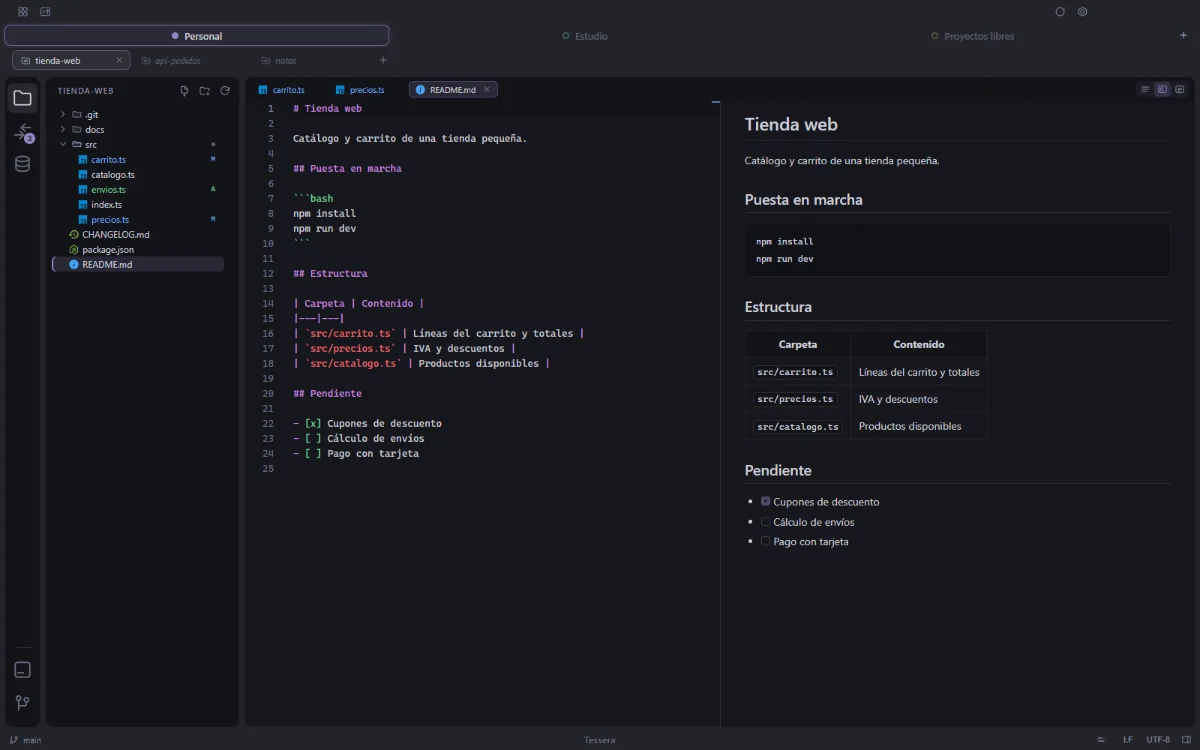 Personal
Estudio
Proyectos libres
tienda-web
api-pedidos
notas
TIENDA-WEB
.git
docs
src
carrito.ts M
catalogo.ts
envios.ts A
index.ts
precios.ts M
CHANGELOG.md
package.json
README.md
3
carrito.ts
precios.ts
README.md
1 # Tienda web
2
3 Catálogo y carrito de una tienda pequeña.
4
5 ## Puesta en marcha
6
7 ```bash
8 npm install
9 npm run dev
10 ```
11
12 ## Estructura
13
14 | Carpeta | Contenido |
15 |---|---|
16 | `src/carrito.ts` | Líneas del carrito y totales |
17 | `src/precios.ts` | IVA y descuentos |
18 | `src/catalogo.ts` | Productos disponibles |
19
20 ## Pendiente
21
22 - [x] Cupones de descuento
23 - [ ] Cálculo de envíos
24 - [ ] Pago con tarjeta
25
Tienda web
Catálogo y carrito de una tienda pequeña.
Puesta en marcha
npm install
npm run dev
Estructura
Carpeta Contenido
src/carrito.ts Líneas del carrito y totales
src/precios.ts IVA y descuentos
src/catalogo.ts Productos disponibles
Pendiente
Cupones de descuento
Cálculo de envíos
Pago con tarjeta
main
Tessera
LF
UTF-8